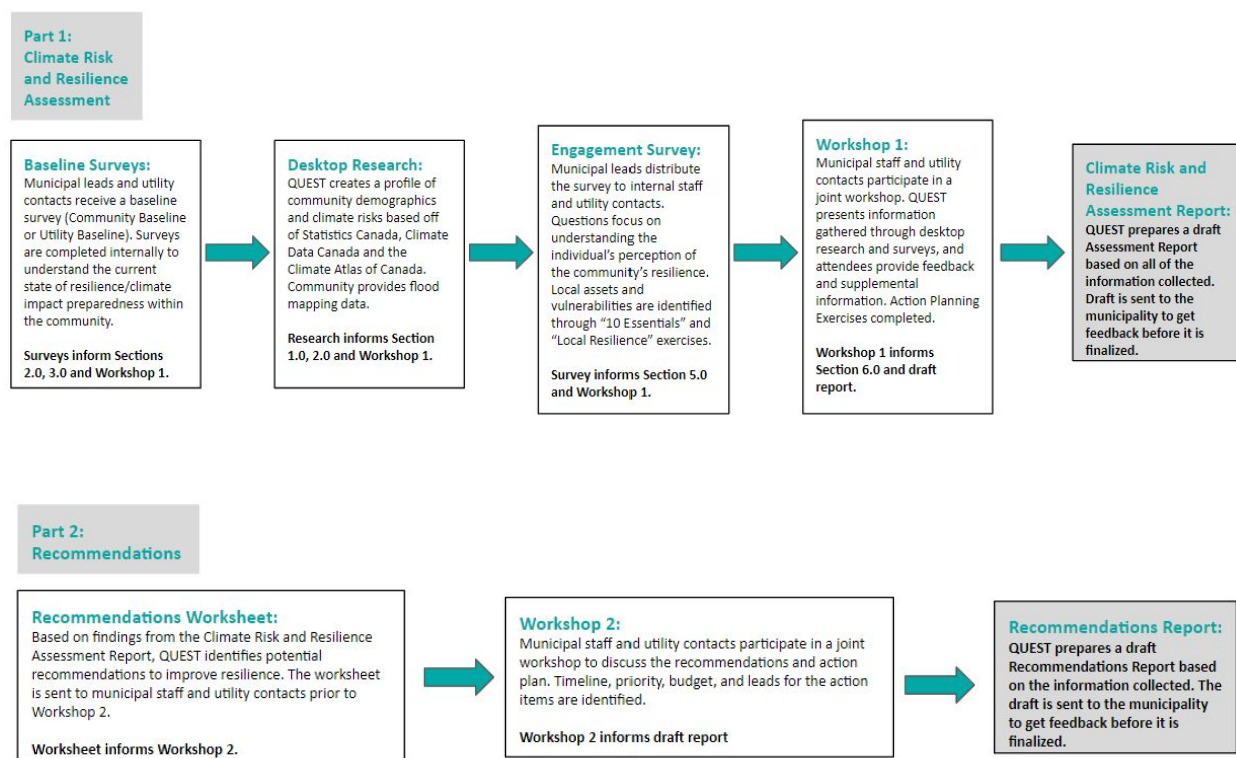 Part 1:
Climate Risk
and Resilience
Assessment
Baseline Surveys:
Municipal leads and utility
contacts receive a baseline
survey (Community Baseline
or Utility Baseline). Surveys
are completed internally to
understand the current
state of resilience/climate
impact preparedness within
the community.
Surveys inform Sections
2.0, 3.0 and Workshop 1.
Desktop Research:
QUEST creates a profile of
community demographics
and climate risks based off
of Statistics Canada, Climate
Data Canada and the
Climate Atlas of Canada.
Community provides flood
mapping data.
Research informs Section
1.0, 2.0 and Workshop 1.
Engagement Survey:
Municipal leads distribute
the survey to internal staff
and utility contacts.
Questions focus on
understanding the
individual’s perception of
the community’s resilience.
Local assets and
vulnerabilities are identified
through “10 Essentials” and
“Local Resilience” exercises.
Survey informs Section 5.0
and Workshop 1.
Workshop 1:
Municipal staff and utility
contacts participate in a
joint workshop. QUEST
presents information
gathered through desktop
research and surveys, and
attendees provide feedback
and supplemental
information. Action Planning
Exercises completed.
Workshop 1 informs
Section 6.0 and draft
report.
Climate Risk and
Resilience
Assessment Report:
QUEST prepares a draft
Assessment Report
based on all of the
information collected.
Draft is sent to the
municipality to get
feedback before it is
finalized.
Part 2:
Recommendations
Recommendations Worksheet:
Based on findings from the Climate Risk and Resilience
Assessment Report, QUEST identifies potential
recommendations to improve resilience. The worksheet
is sent to municipal staff and utility contacts prior to
Workshop 2.
Worksheet informs Workshop 2.
Workshop 2:
Municipal staff and utility contacts participate in a joint
workshop to discuss the recommendations and action
plan. Timeline, priority, budget, and leads for the action
items are identified.
Workshop 2 informs draft report
Recommendations Report:
QUEST prepares a draft
Recommendations Report based
on the information collected. The
draft is sent to the municipality
to get feedback before it is
finalized.